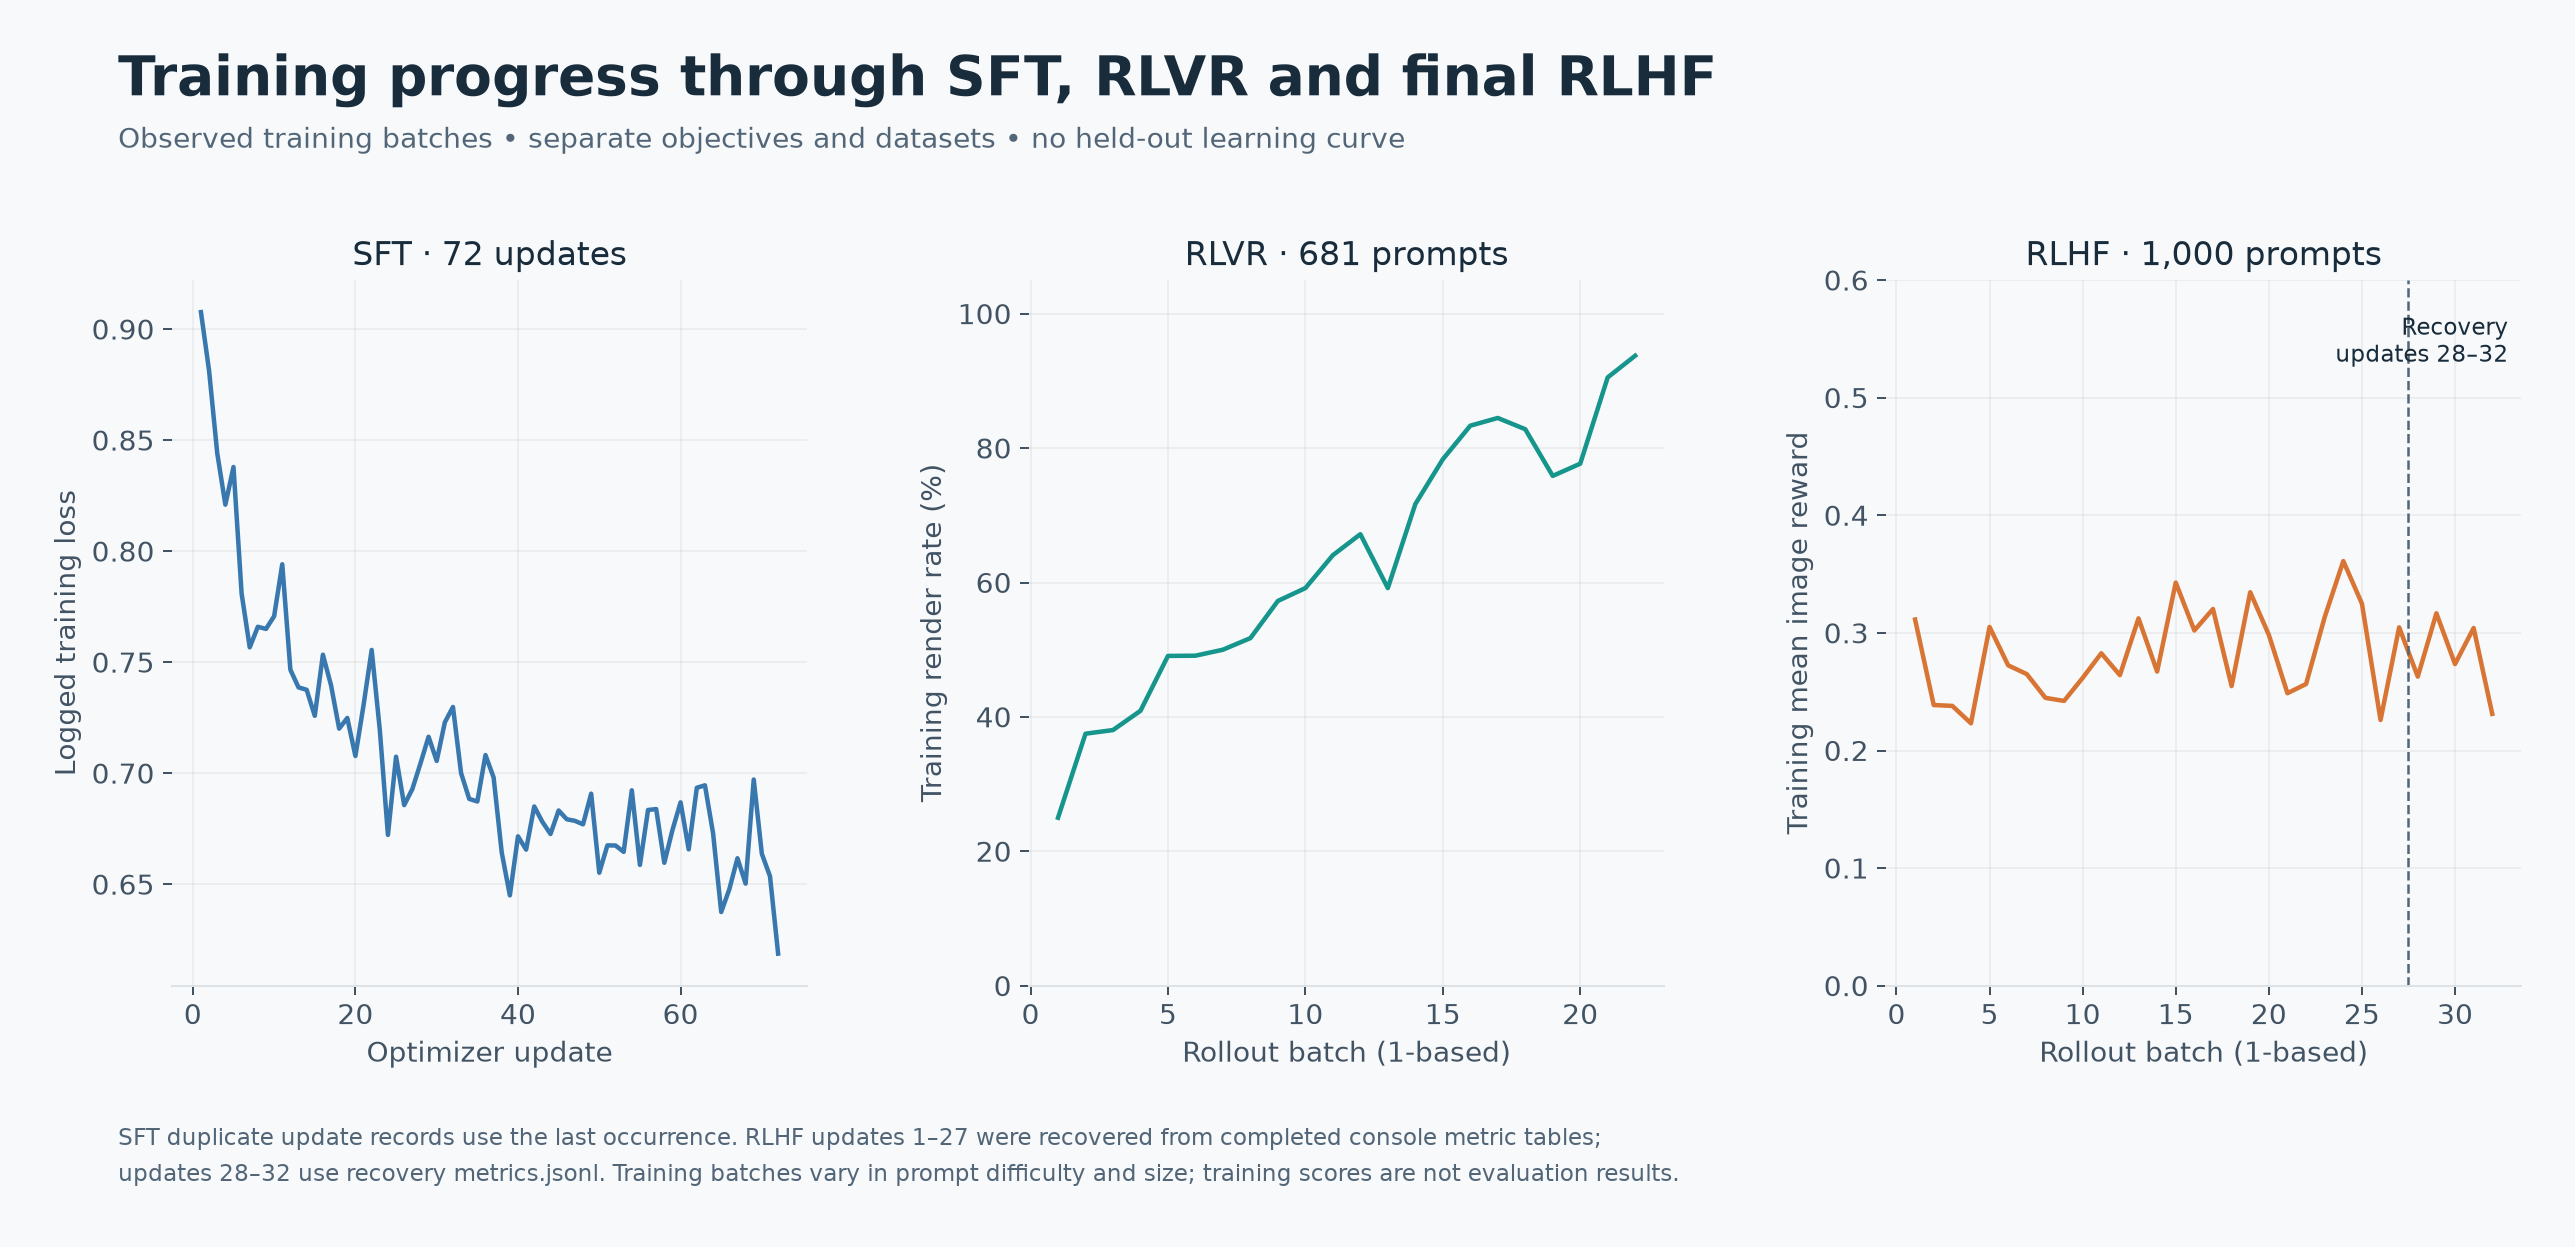 Training progress through SFT, RLVR and final RLHF
Observed training batches • separate objectives and datasets • no held-out learning curve
SFT · 72 updates
Logged training loss
0.90
0.85
0.80
0.75
0.70
0.65
0
20
40
60
Optimizer update
RLVR · 681 prompts
Training render rate (%)
100
80
60
40
20
0
0
5
10
15
20
Rollout batch (1-based)
RLHF · 1,000 prompts
Training mean image reward
0.6
0.5
0.4
0.3
0.2
0.1
0.0
Recovery
updates 28–32
0
5
10
15
20
25
30
Rollout batch (1-based)
SFT duplicate update records use the last occurrence. RLHF updates 1–27 were recovered from completed console metric tables;
updates 28–32 use recovery metrics.jsonl. Training batches vary in prompt difficulty and size; training scores are not evaluation results.